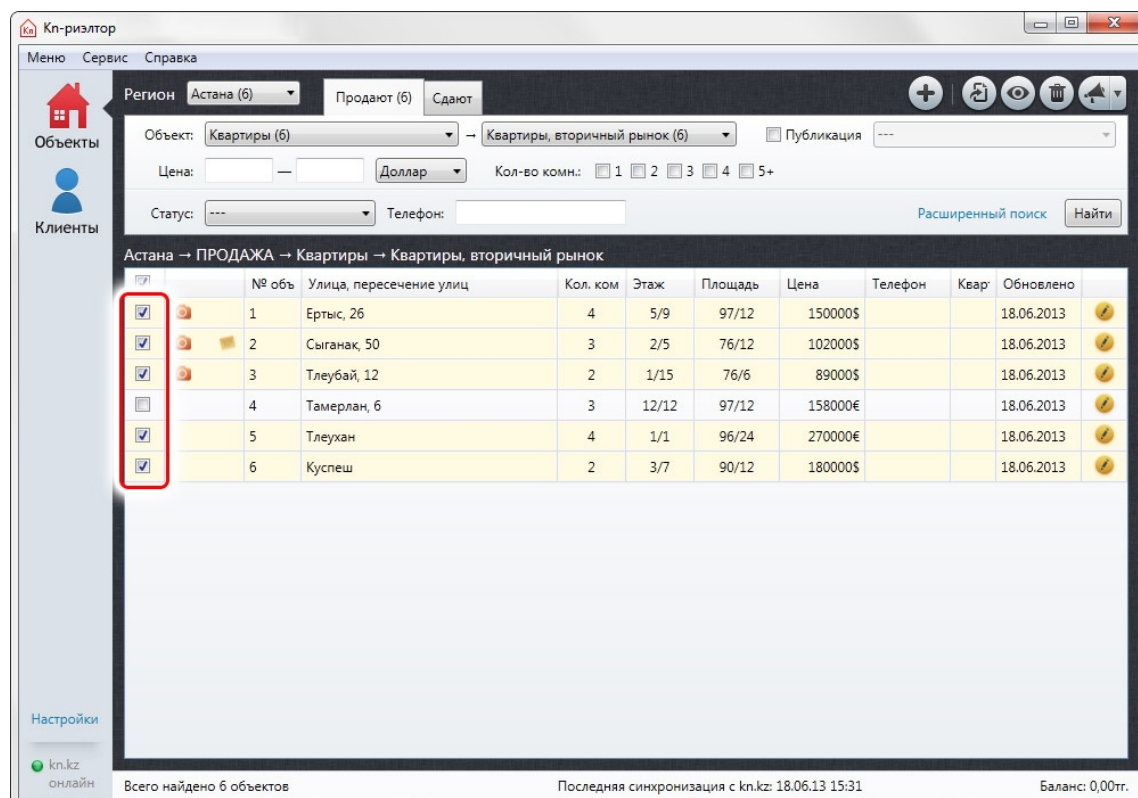 Кп-риэлтор
Меню Сервис Справка
Объекты
Клиенты
Регион Астана (6) Продают (6) Сдают
Объект: Квартиры (6) → Квартиры, вторичный рынок (6) Публикация ---
Цена: — Доллар Кол-во комн.: 1 2 3 4 5+
Статус: --- Телефон: Расширенный поиск Найти
Астана → ПРОДАЖА → Квартиры → Квартиры, вторичный рынок
№ объ Улица, пересечение улиц Кол. ком Этаж Площадь Цена Телефон Квар Обновлено
1 Ертыс, 26 4 5/9 97/12 150000$ 18.06.2013
2 Сыганак, 50 3 2/5 76/12 102000$ 18.06.2013
3 Тлеубай, 12 2 1/15 76/6 89000$ 18.06.2013
4 Тамерлан, 6 3 12/12 97/12 158000€ 18.06.2013
5 Тлеухан 4 1/1 96/24 270000€ 18.06.2013
6 Куспеш 2 3/7 90/12 180000$ 18.06.2013
Настройки
kn.kz
онлайн
Всего найдено 6 объектов Последняя синхронизация с kn.kz: 18.06.13 15:31 Баланс: 0,00тг.